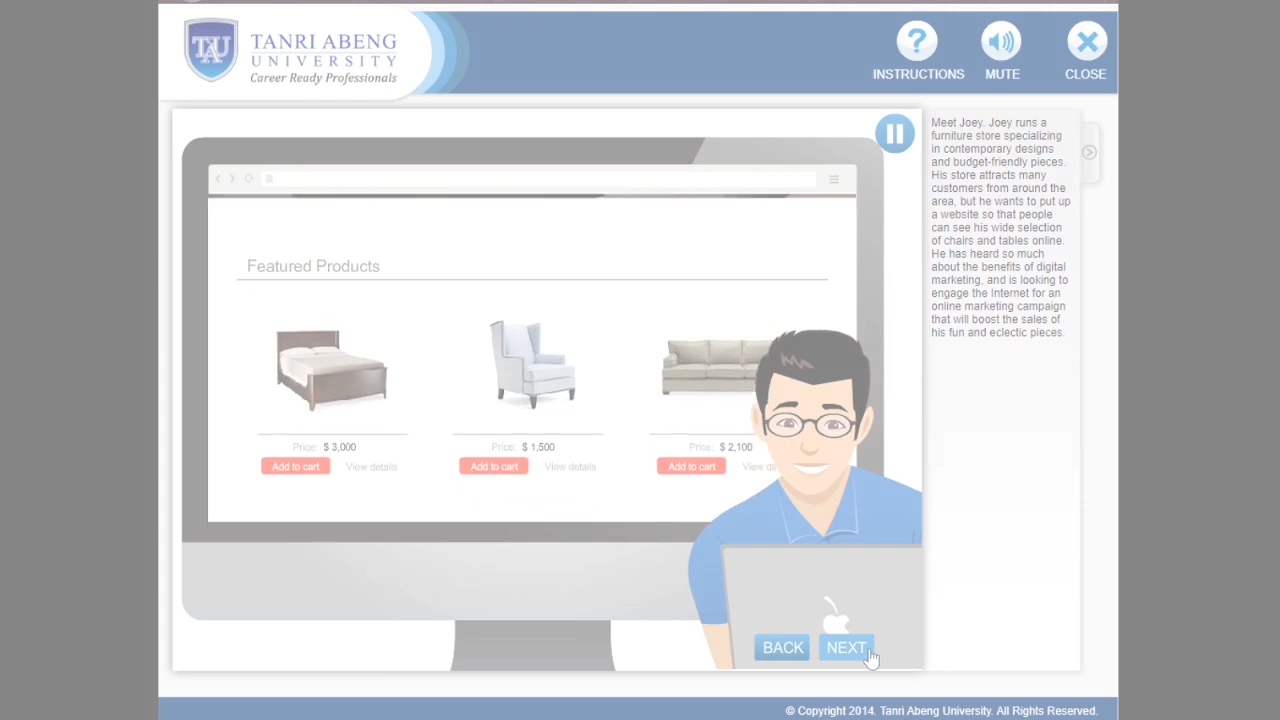 TAU
TANRI ABENG
UNIVERSITY
Career Ready Professionals
?
INSTRUCTIONS
MUTE
CLOSE
Meet Joey. Joey runs a
furniture store specializing
in contemporary designs
and budget-friendly pieces.
His store attracts many
customers from around the
area, but he wants to put up
a website so that people
can see his wide selection
of chairs and tables online.
He has heard so much
about the benefits of digital
marketing, and is looking to
engage the Internet for an
online marketing campaign
that will boost the sales of
his fun and eclectic pieces.
Featured Products
Price: $ 3,000
Add to cart View details
Price: $ 1,500
Add to cart View details
Price: $ 2,100
Add to cart View de
BACK
NEXT
© Copyright 2014. Tanri Abeng University. All Rights Reserved.